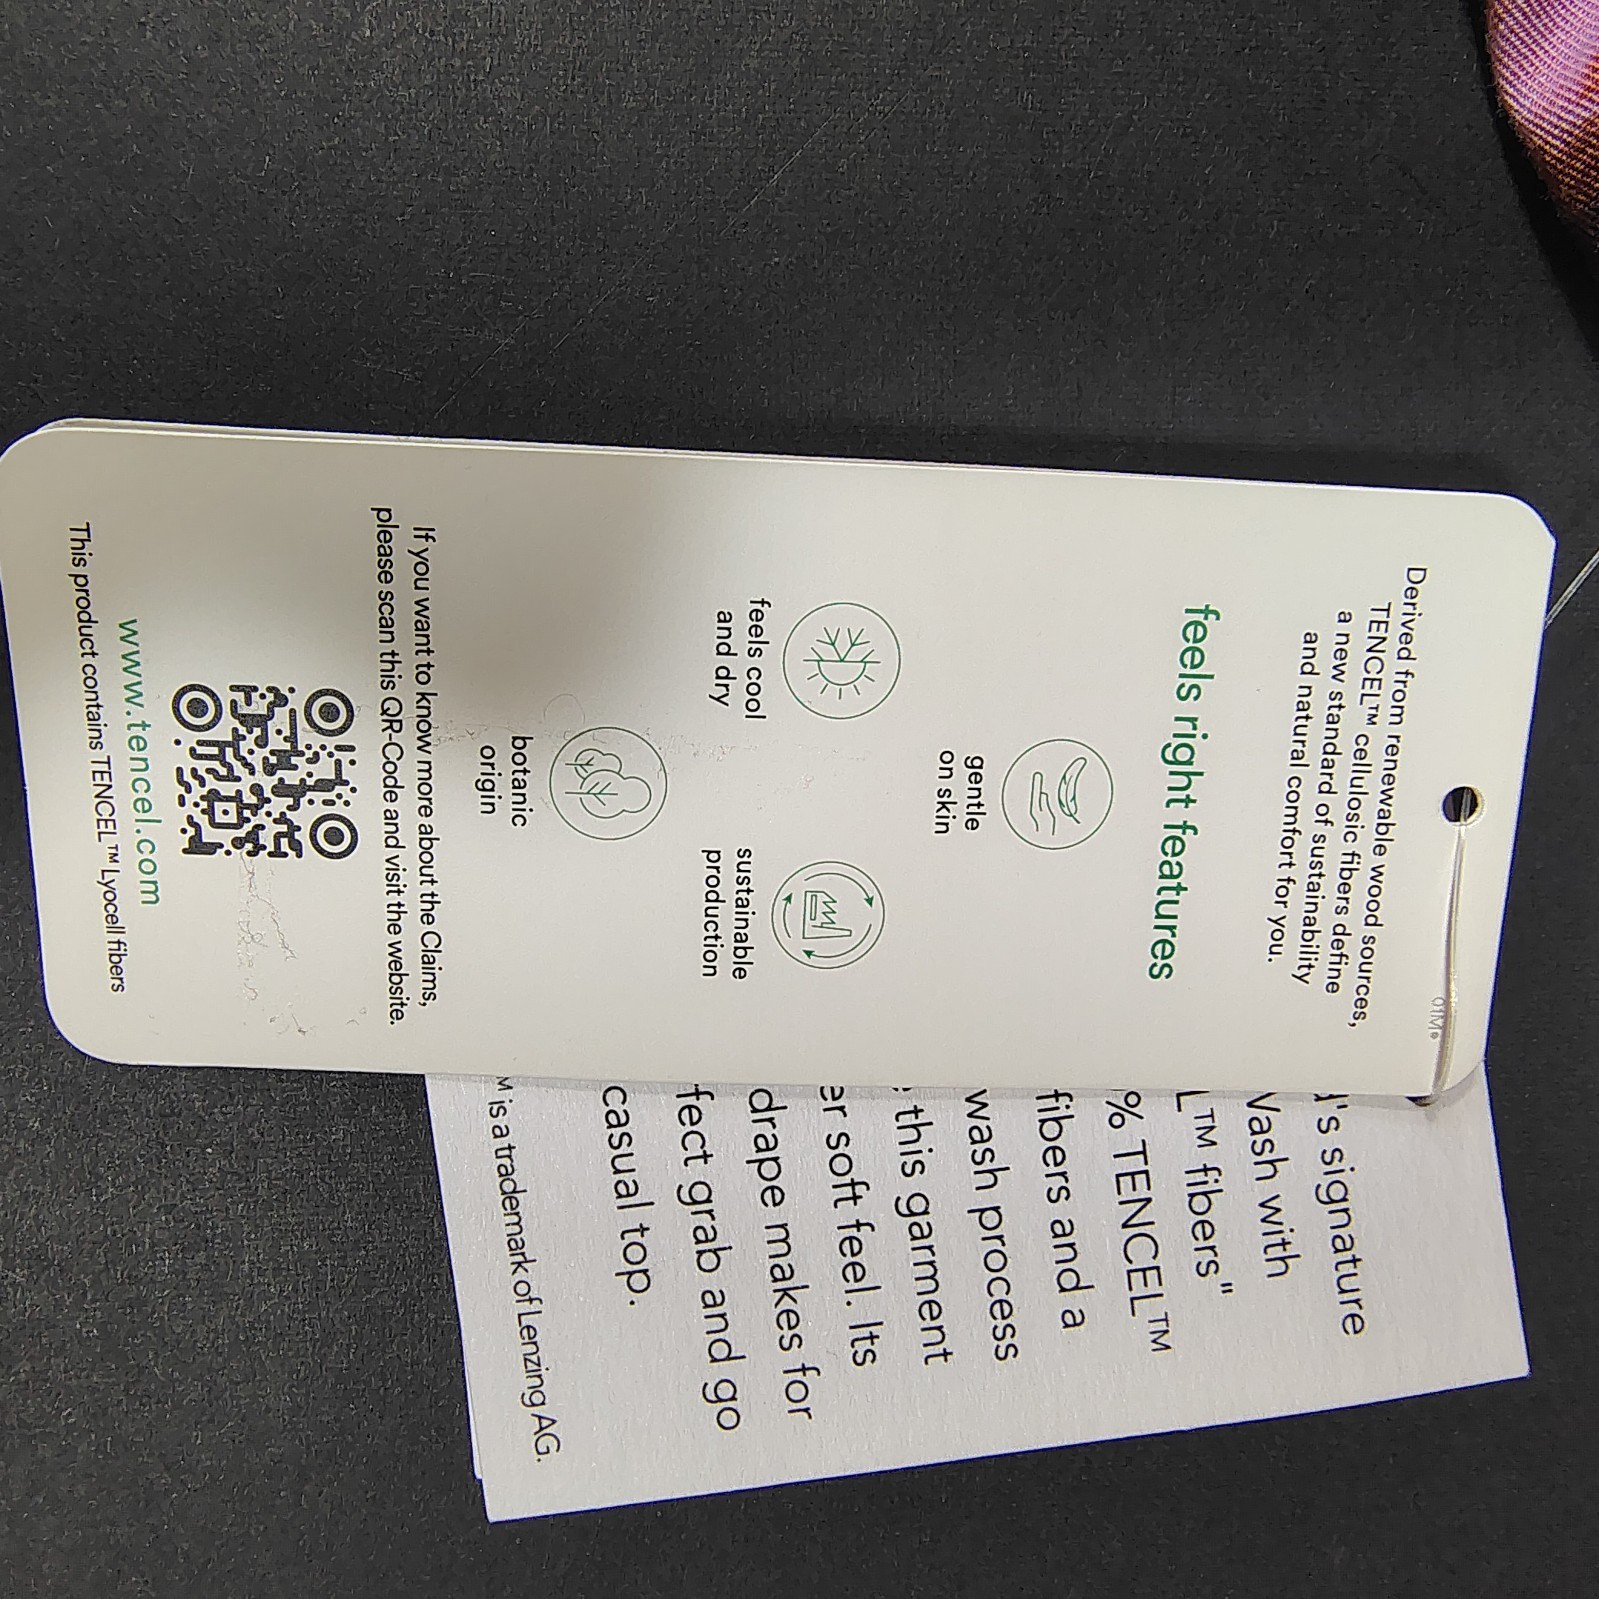 01M®
Derived from renewable wood sources,
TENCEL™ cellulosic fibers define
a new standard of sustainability
and natural comfort for you.
feels right features
gentle
on skin
feels cool
and dry
sustainable
production
botanic
origin
If you want to know more about the Claims,
please scan this QR-Code and visit the website.
www.tencel.com
This product contains TENCEL™ Lyocell fibers
's signature
Wash with
L™ fibers"
% TENCEL™
fibers and a
wash process
, this garment
er soft feel. Its
drape makes for
fect grab and go
casual top.
M is a trademark of Lenzing AG.